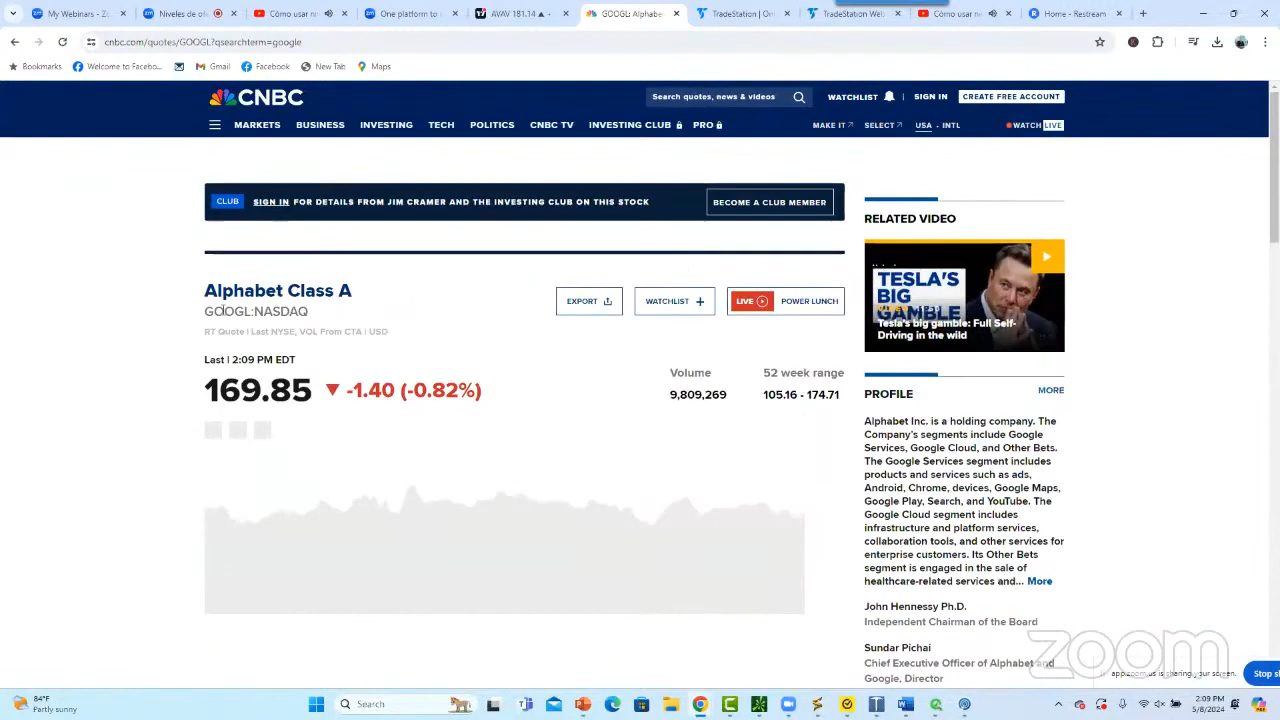 My Webinars - Zo
Como usar
One platform to
AVAV 181.14
GOOGL: Alphabe
TradeStation | On
TradeStation Web
Como usar
Home - Restream
cnbc.com/quotes/GOOGL?qsearchterm=google
Bookmarks
Welcome to Facebo...
Gmail
Facebook
New Tab
Maps
CNBC
Search quotes, news & videos
WATCHLIST
SIGN IN
CREATE FREE ACCOUNT
MARKETS
BUSINESS
INVESTING
TECH
POLITICS
CNBC TV
INVESTING CLUB
PRO
MAKE IT
SELECT
USA • INTL
WATCH LIVE
CLUB
SIGN IN FOR DETAILS FROM JIM CRAMER AND THE INVESTING CLUB ON THIS STOCK
BECOME A CLUB MEMBER
Alphabet Class A
GOOGL:NASDAQ
RT Quote | Last NYSE, VOL From CTA | USD
EXPORT
WATCHLIST +
LIVE
POWER LUNCH
Last | 2:09 PM EDT
169.85 ▼ -1.40 (-0.82%)
Volume
9,809,269
52 week range
105.16 - 174.71
RELATED VIDEO
TESLA'S
BIG
GAMBLE
Tesla's big gamble: Full Self-
Driving in the wild
PROFILE
MORE
Alphabet Inc. is a holding company. The
Company's segments include Google
Services, Google Cloud, and Other Bets.
The Google Services segment includes
products and services such as ads,
Android, Chrome, devices, Google Maps,
Google Play, Search, and YouTube. The
Google Cloud segment includes
infrastructure and platform services,
collaboration tools, and other services for
enterprise customers. Its Other Bets
segment is engaged in the sale of
healthcare-related services and... More
John Hennessy Ph.D.
Independent Chairman of the Board
Sundar Pichai
Chief Executive Officer of Alphabet and
Google, Director
zoom
app.zoom.us is sharing your screen.
Stop sh
84°F
Partly sunny
Search
2:09 PM
5/8/2024